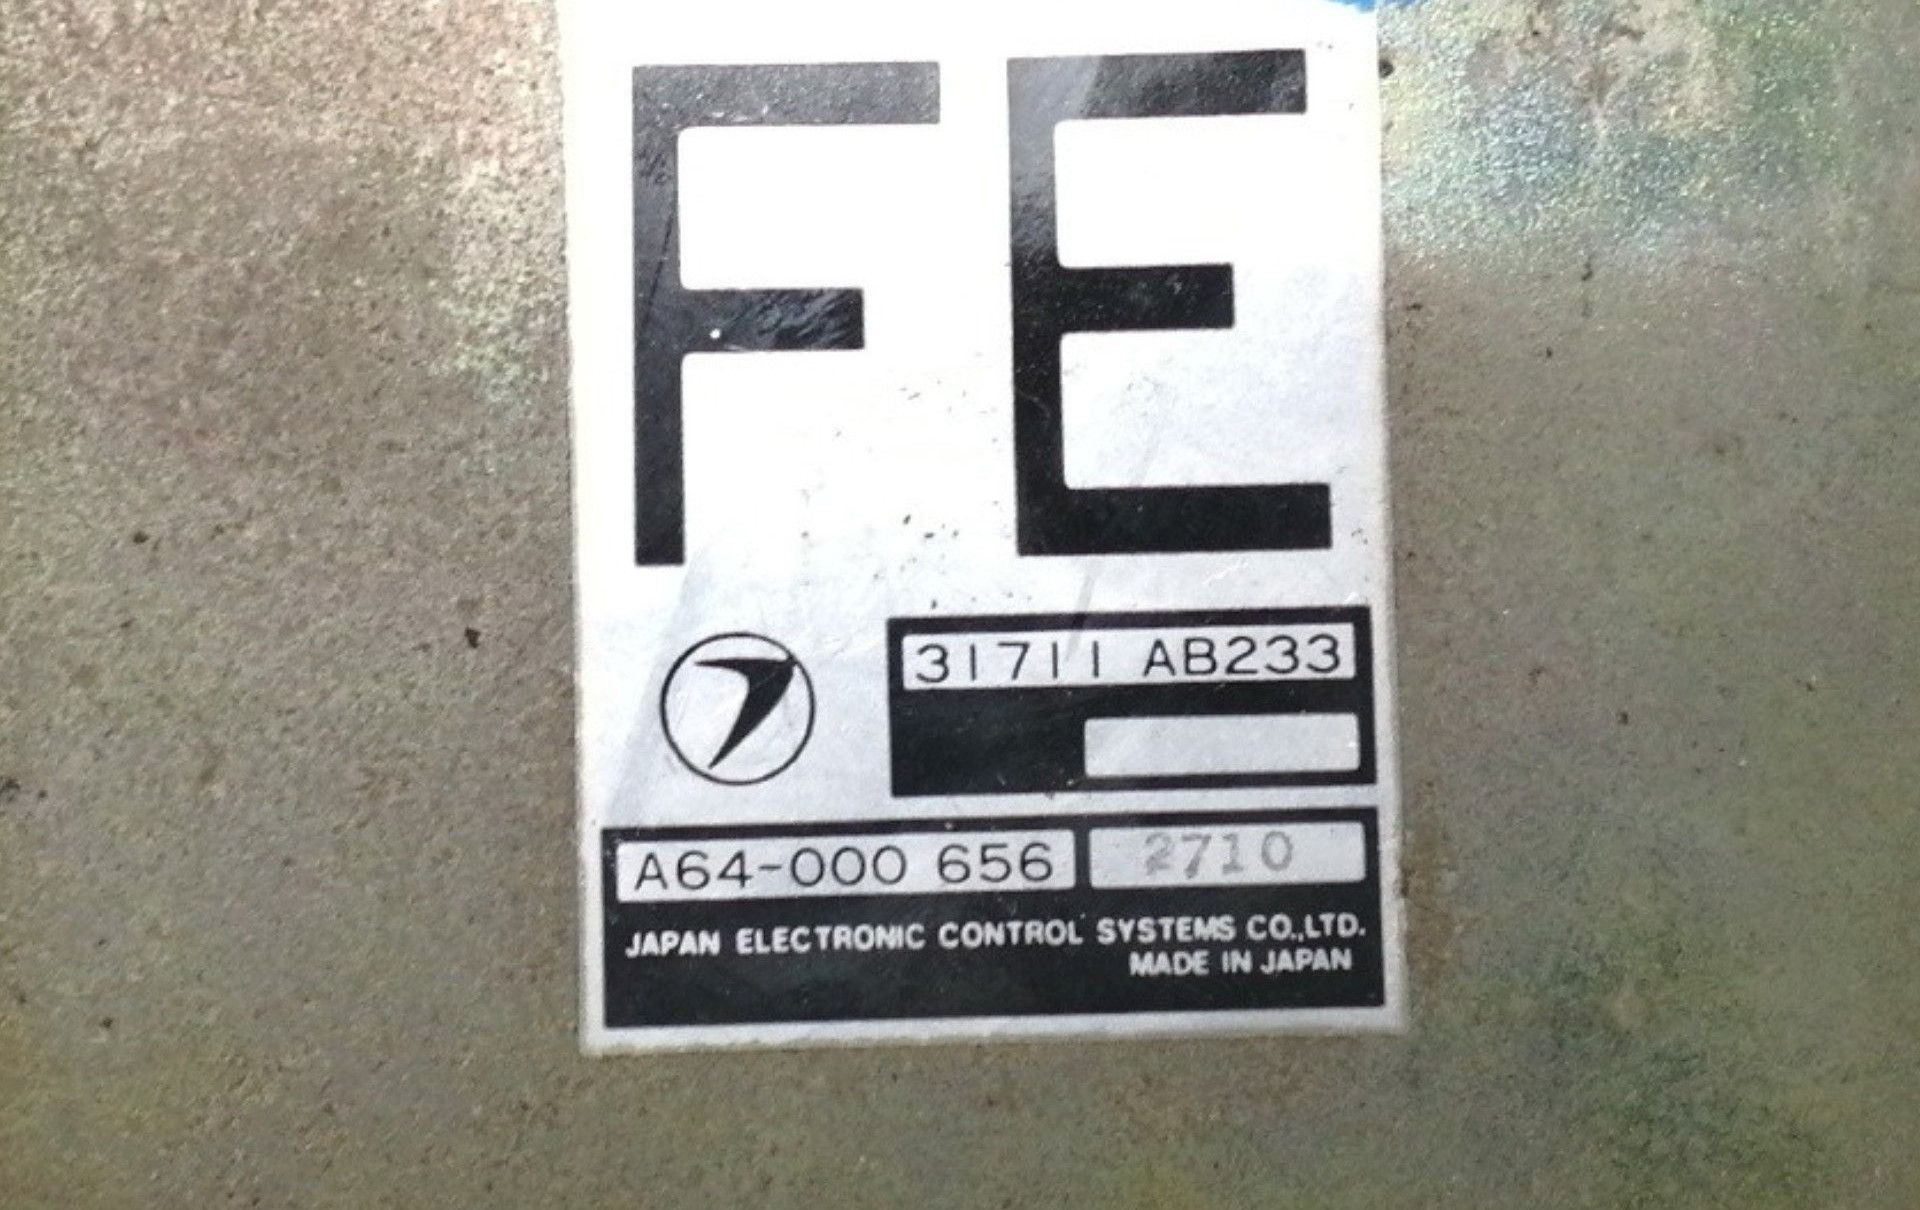 FE
31711 AB233
A64-000 656 2710
JAPAN ELECTRONIC CONTROL SYSTEMS CO.,LTD.
MADE IN JAPAN